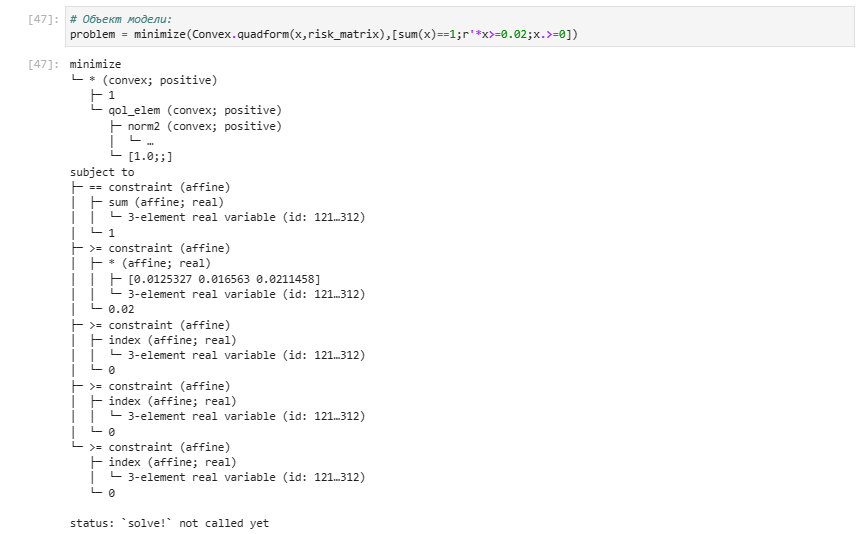 [47]: # Объект модели:
problem = minimize(Convex.quadform(x,risk_matrix),[sum(x)==1;r'*x>=0.02;x.>=0])
[47]: minimize
└─ * (convex; positive)
   ├─ 1
   └─ qol_elem (convex; positive)
      ├─ norm2 (convex; positive)
      │  └─ …
      └─ [1.0;;]
subject to
├─ == constraint (affine)
│  ├─ sum (affine; real)
│  │  └─ 3-element real variable (id: 121…312)
│  └─ 1
├─ >= constraint (affine)
│  ├─ * (affine; real)
│  │  ├─ [0.0125327 0.016563 0.0211458]
│  │  └─ 3-element real variable (id: 121…312)
│  └─ 0.02
├─ >= constraint (affine)
│  ├─ index (affine; real)
│  │  └─ 3-element real variable (id: 121…312)
│  └─ 0
├─ >= constraint (affine)
│  ├─ index (affine; real)
│  │  └─ 3-element real variable (id: 121…312)
│  └─ 0
└─ >= constraint (affine)
   ├─ index (affine; real)
   │  └─ 3-element real variable (id: 121…312)
   └─ 0
status: `solve!` not called yet